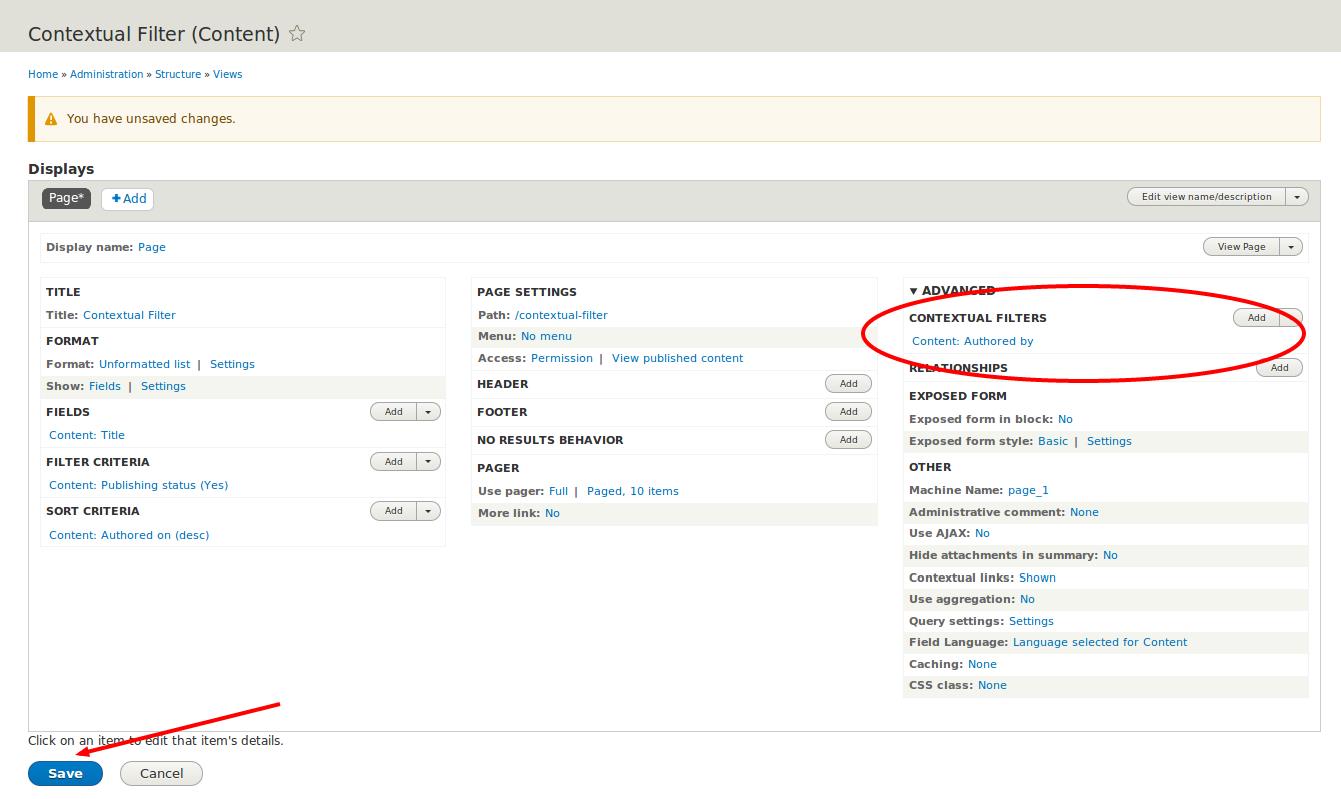 Contextual Filter (Content)
Home » Administration » Structure » Views
You have unsaved changes.
Displays
Page*
Add
Edit view name/description
Display name: Page
View Page
TITLE
Title: Contextual Filter
FORMAT
Format: Unformatted list | Settings
Show: Fields | Settings
FIELDS
Add
Content: Title
FILTER CRITERIA
Add
Content: Publishing status (Yes)
SORT CRITERIA
Add
Content: Authored on (desc)
PAGE SETTINGS
Path: /contextual-filter
Menu: No menu
Access: Permission | View published content
HEADER
Add
FOOTER
Add
NO RESULTS BEHAVIOR
Add
PAGER
Use pager: Full | Paged, 10 items
More link: No
ADVANCED
CONTEXTUAL FILTERS
Add
Content: Authored by
RELATIONSHIPS
Add
EXPOSED FORM
Exposed form in block: No
Exposed form style: Basic | Settings
OTHER
Machine Name: page_1
Administrative comment: None
Use AJAX: No
Hide attachments in summary: No
Contextual links: Shown
Use aggregation: No
Query settings: Settings
Field Language: Language selected for Content
Caching: None
CSS class: None
Click on an item to edit that item's details.
Save
Cancel